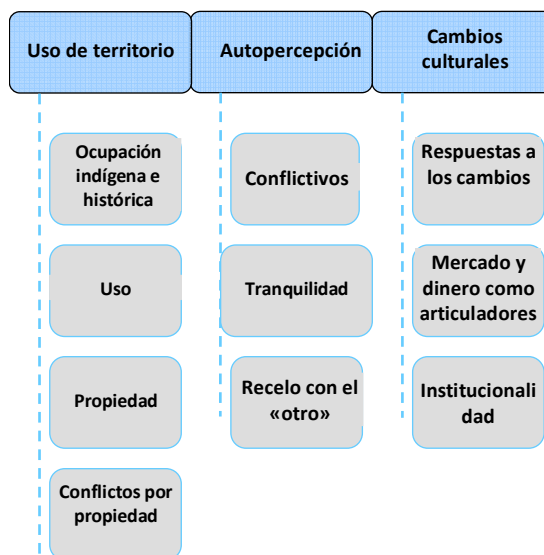 Uso de territorio
Autopercepción
Cambios
culturales
Ocupación
indígena e
histórica
Uso
Propiedad
Conflictos por
propiedad
Conflictivos
Tranquilidad
Recelo con el
«otro»
Respuestas a
los cambios
Mercado y
dinero como
articuladores
Institucionali
dad